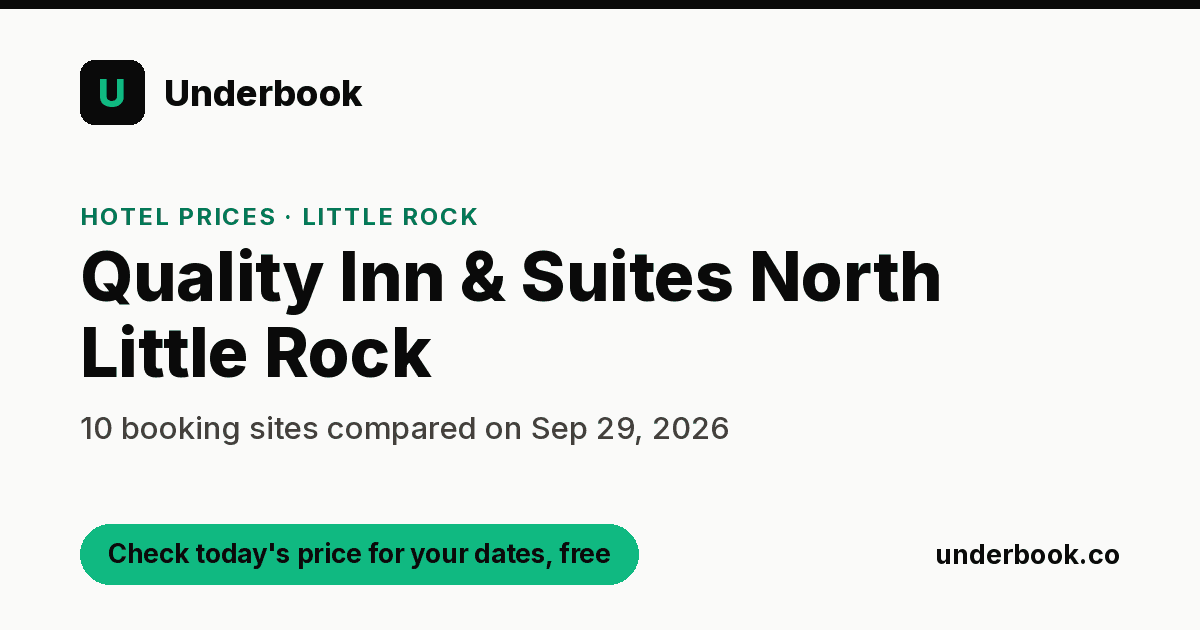 U Underbook
HOTEL PRICES · LITTLE ROCK
Quality Inn & Suites North
Little Rock
10 booking sites compared on Sep 29, 2026
Check today's price for your dates, free
underbook.co